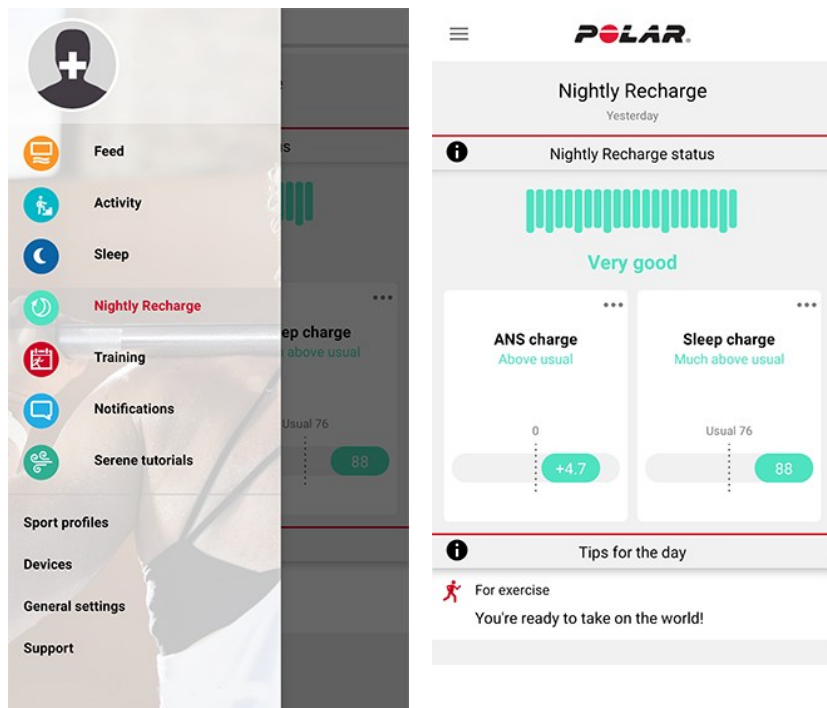 Feed
Activity
Sleep
Nightly Recharge
Training
Notifications
Serene tutorials
Sport profiles
Devices
General settings
Support
s
ep charge
above usual
Usual 76
88
POLAR.
Nightly Recharge
Yesterday
Nightly Recharge status
Very good
ANS charge
Above usual
0
+4.7
Sleep charge
Much above usual
Usual 76
88
Tips for the day
For exercise
You're ready to take on the world!